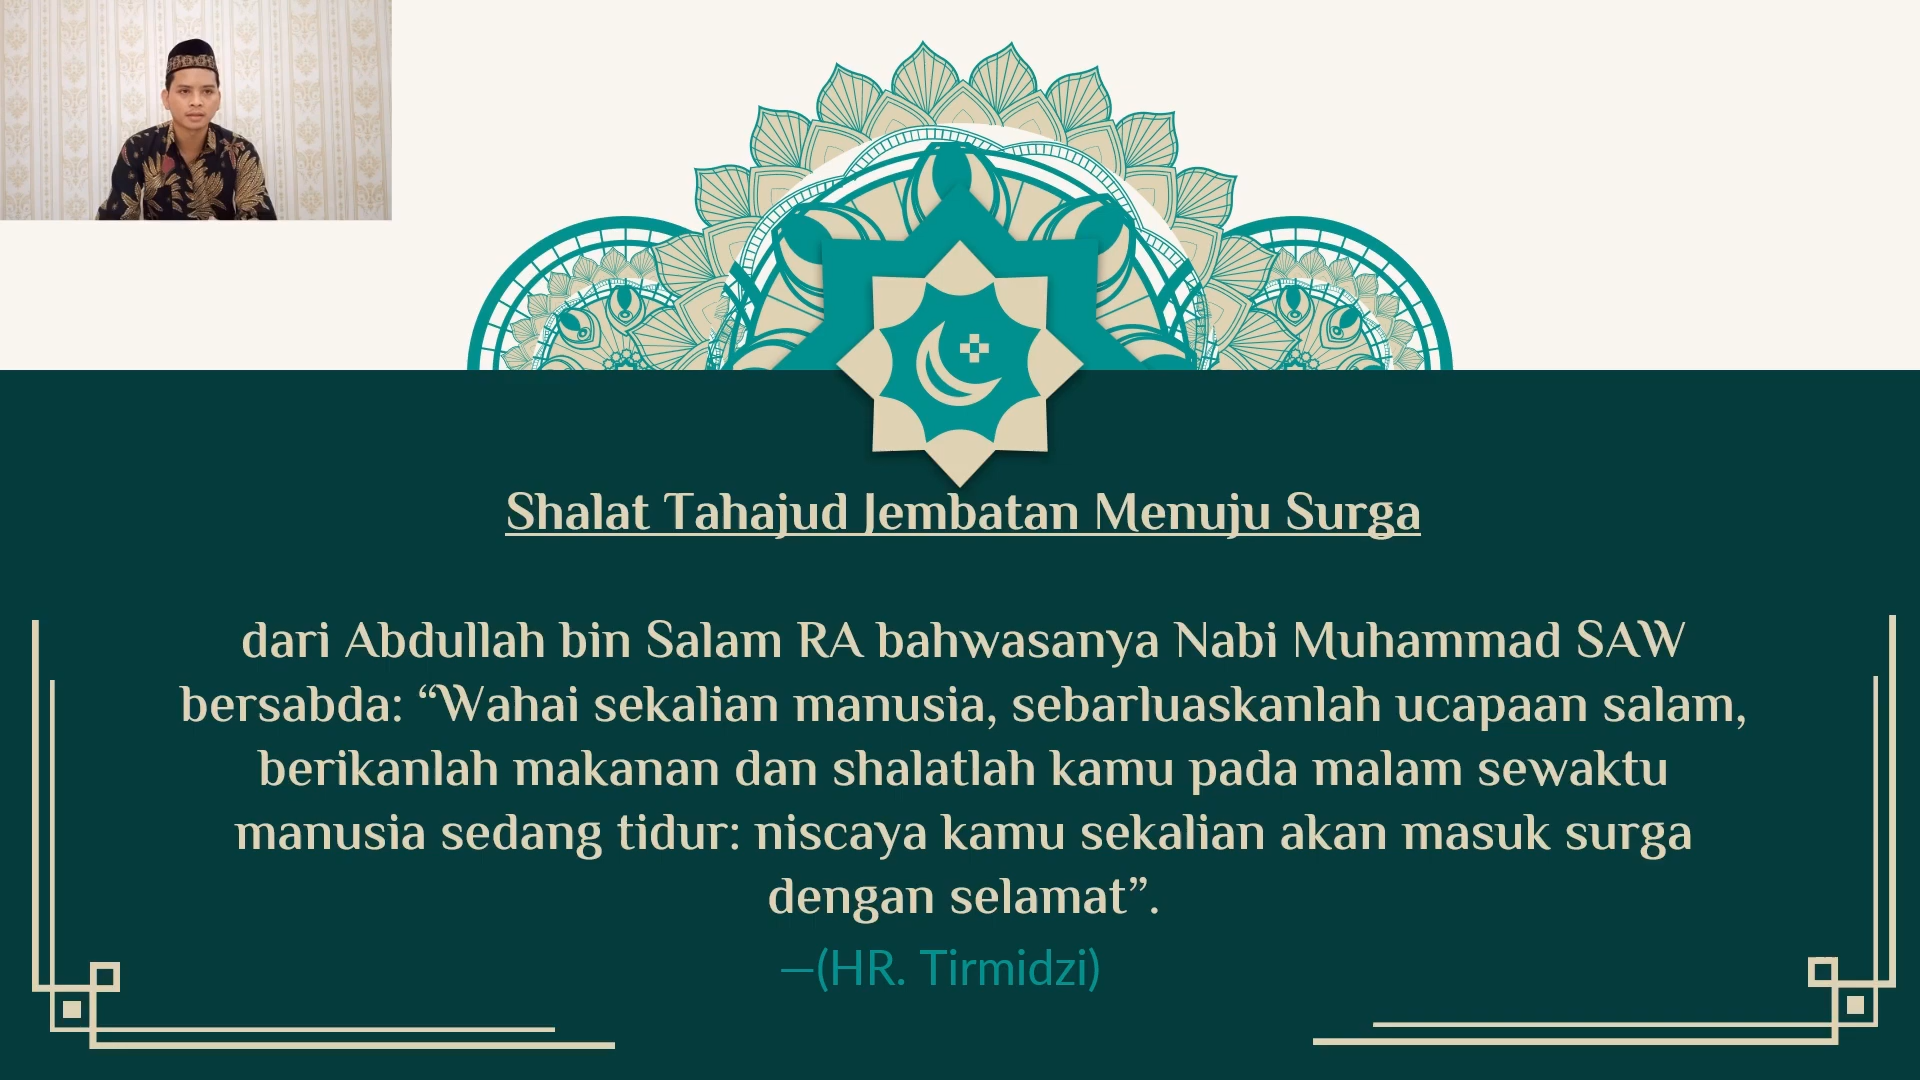 Shalat Tahajud Jembatan Menuju Surga
dari Abdullah bin Salam RA bahwasanya Nabi Muhammad SAW
bersabda: “Wahai sekalian manusia, sebarluaskanlah ucapaan salam,
berikanlah makanan dan shalatlah kamu pada malam sewaktu
manusia sedang tidur: niscaya kamu sekalian akan masuk surga
dengan selamat”.
—(HR. Tirmidzi)